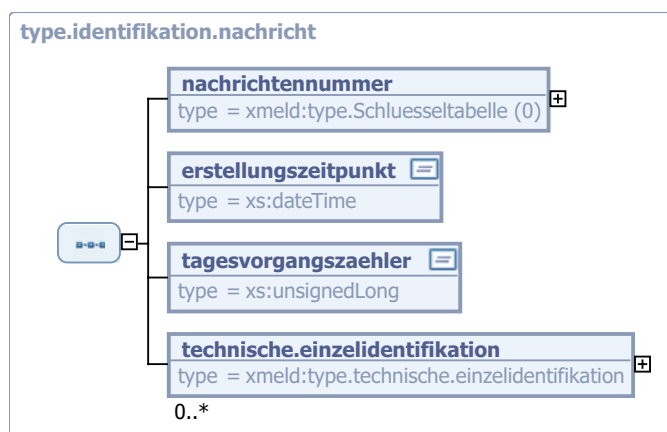 type.identifikation.nachricht
nachrichtennummer
type = xmeld:type.Schluesseltabelle (0)
erstellungszeitpunkt
type = xs:dateTime
tagesvorgangszaehler
type = xs:unsignedLong
technische.einzelidentifikation
type = xmeld:type.technische.einzelidentifikation
0..*